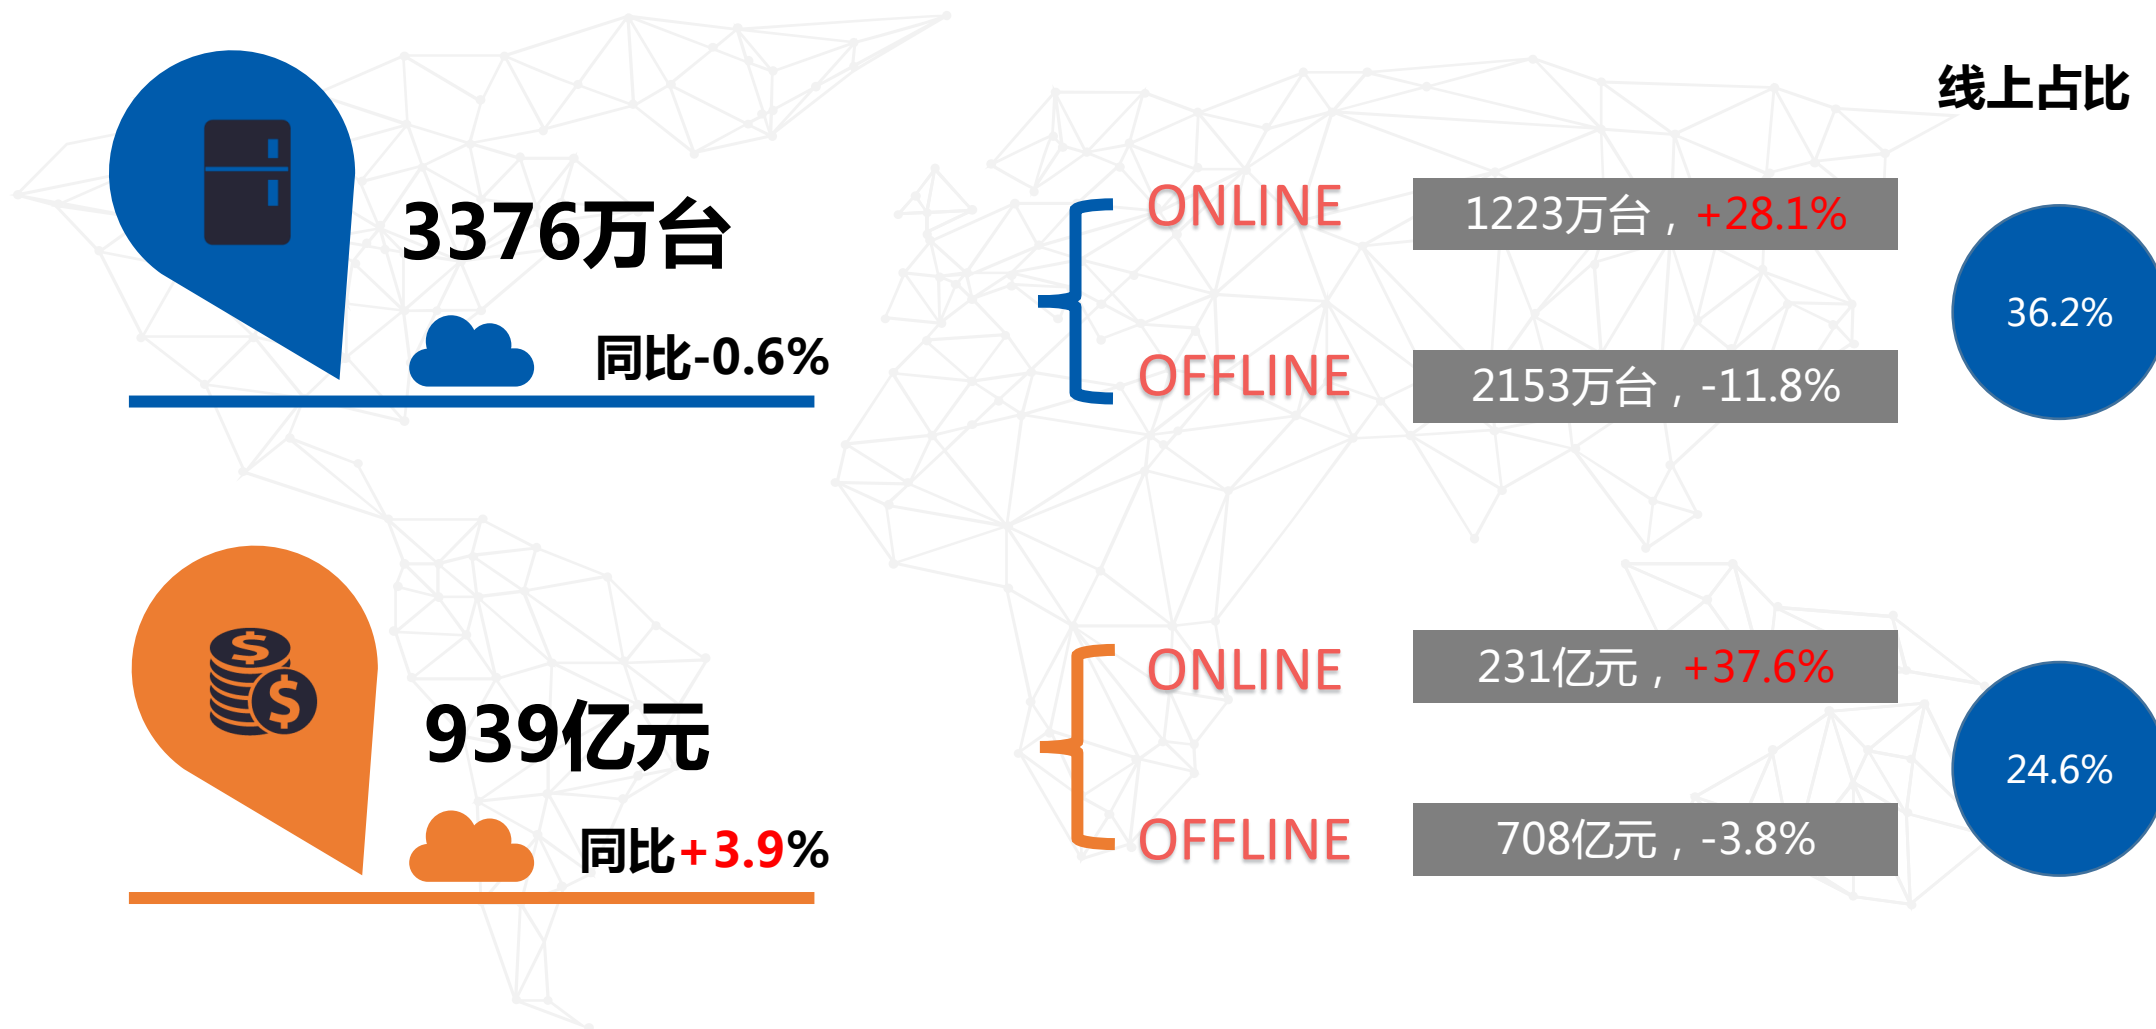 线上占比
3376万台
同比-0.6%
ONLINE
1223万台，+28.1%
OFFLINE
2153万台，-11.8%
36.2%
939亿元
同比+3.9%
ONLINE
231亿元，+37.6%
OFFLINE
708亿元，-3.8%
24.6%